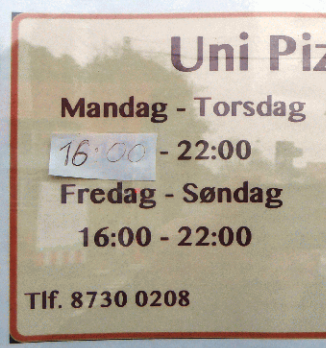 Uni Piz
Mandag - Torsdag
16:00 - 22:00
Fredag - Søndag
16:00 - 22:00
Tlf. 8730 0208